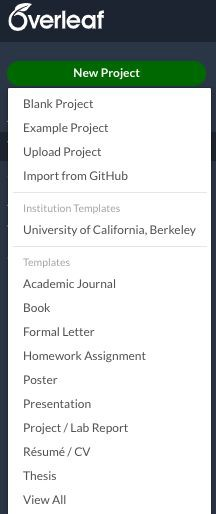 Overleaf
New Project
Blank Project
Example Project
Upload Project
Import from GitHub
Institution Templates
University of California, Berkeley
Templates
Academic Journal
Book
Formal Letter
Homework Assignment
Poster
Presentation
Project / Lab Report
Résumé / CV
Thesis
View All